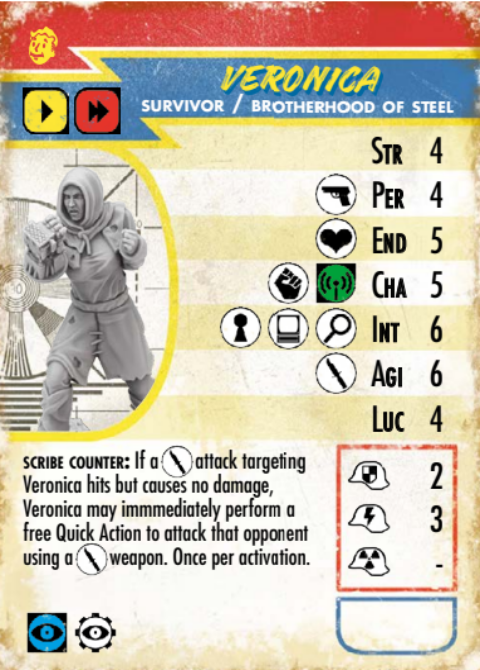 VERONICA
SURVIVOR / BROTHERHOOD OF STEEL
STR 4
PER 4
END 5
CHA 5
INT 6
AGI 6
LUC 4
SCRIBE COUNTER: If a attack targeting
Veronica hits but causes no damage,
Veronica may immmediately perform a
free Quick Action to attack that opponent
using a weapon. Once per activation.
2
3
-